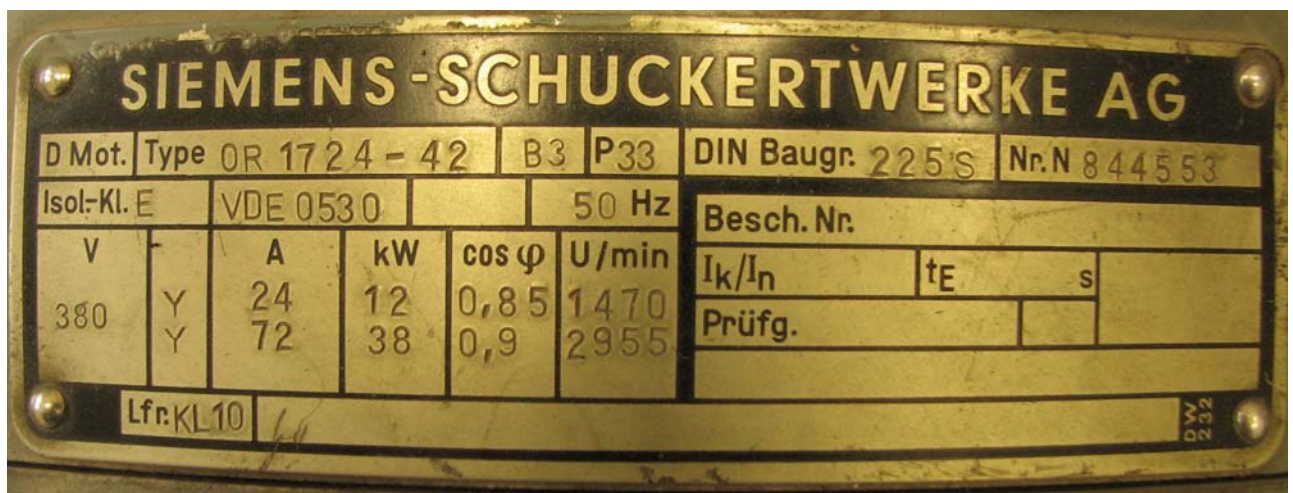 SIEMENS-SCHUCKERTWERKE AG
D Mot. Type OR 1724-42 B3 P33 DIN Baugr. 225S Nr. N 844553
Isol.-Kl. E VDE 0530 50 Hz Besch. Nr.
V A kW cos φ U/min Ik/In tE s
380 Y 24 12 0,85 1470
Y 72 38 0,9 2955 Prüfg.
Lfr. KL10 DW 232